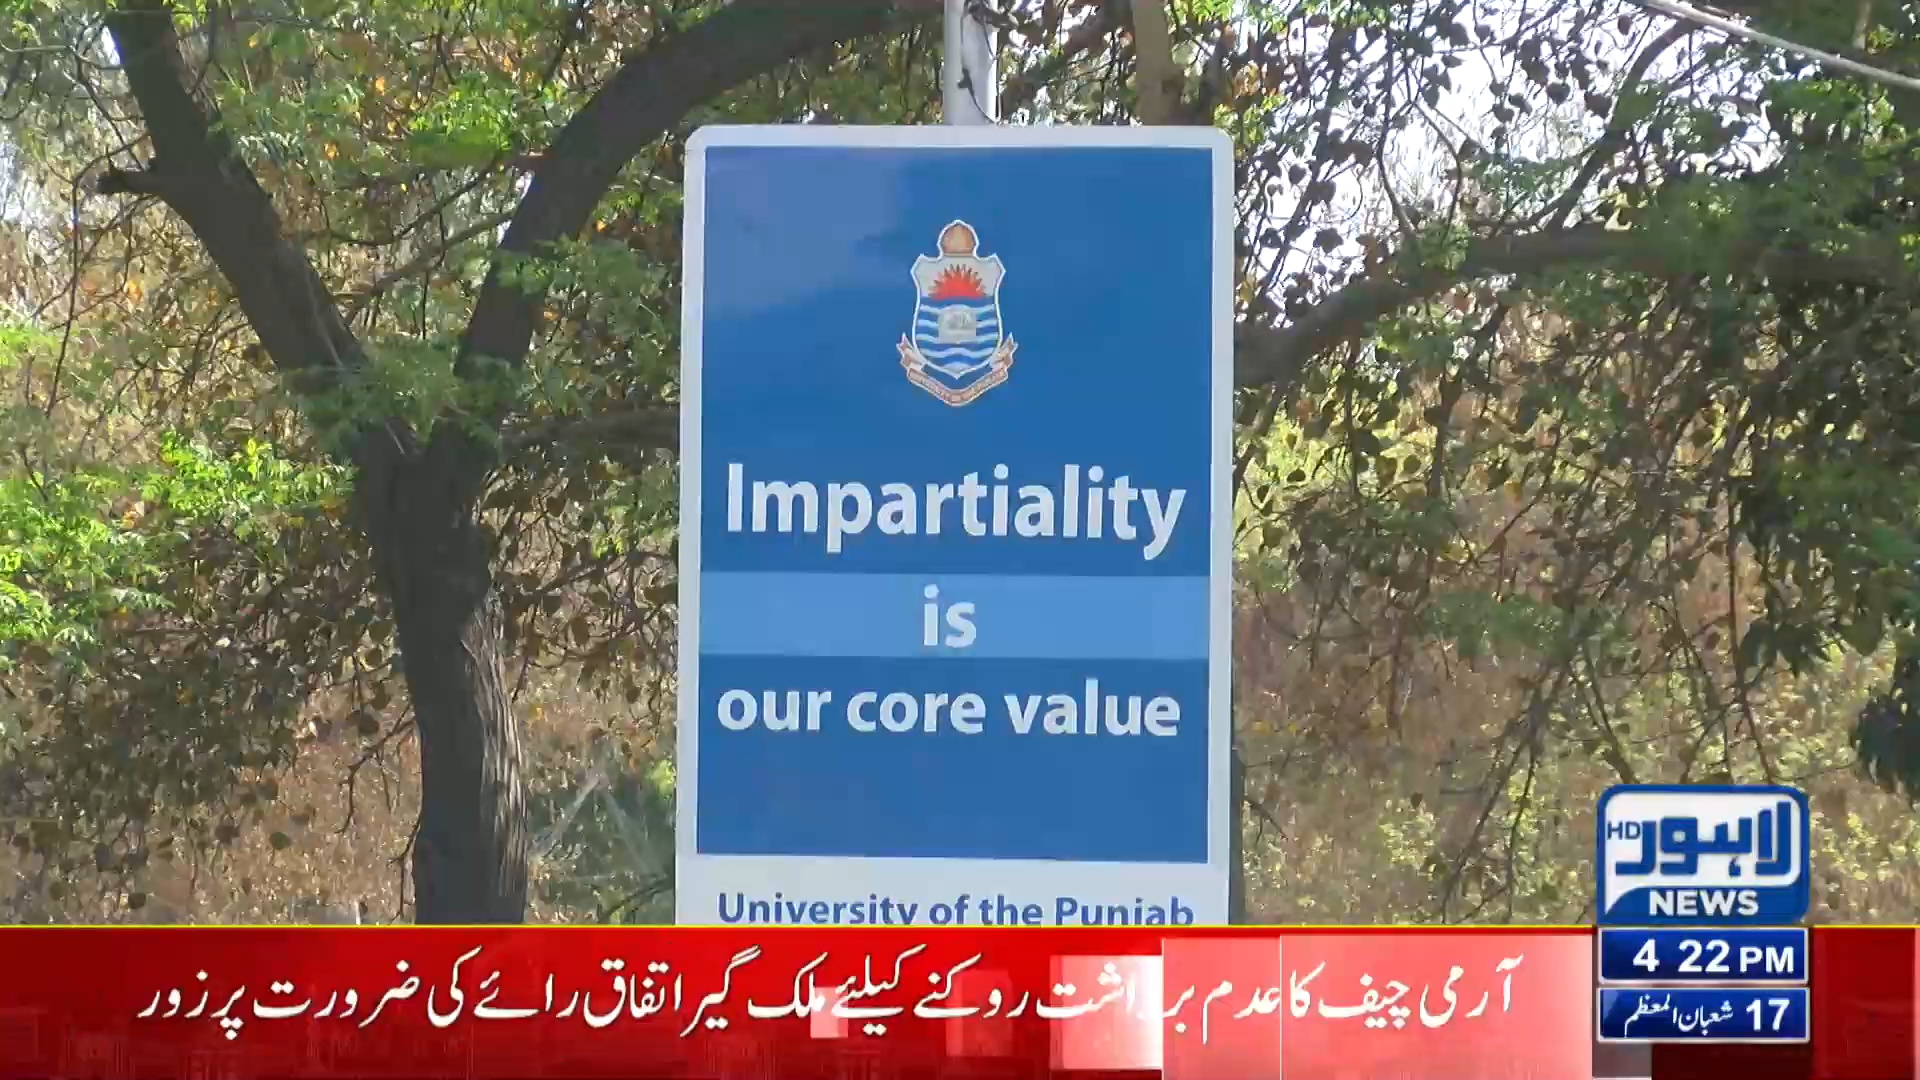 Impartiality
is
our core value
University of the Punjab
HD لاہور
NEWS
4 22 PM
17 شعبان المعظم
آرمی چیف کا عدم برداشت روکنے کیلئے ملک گیر اتفاق رائے کی ضرورت پر زور